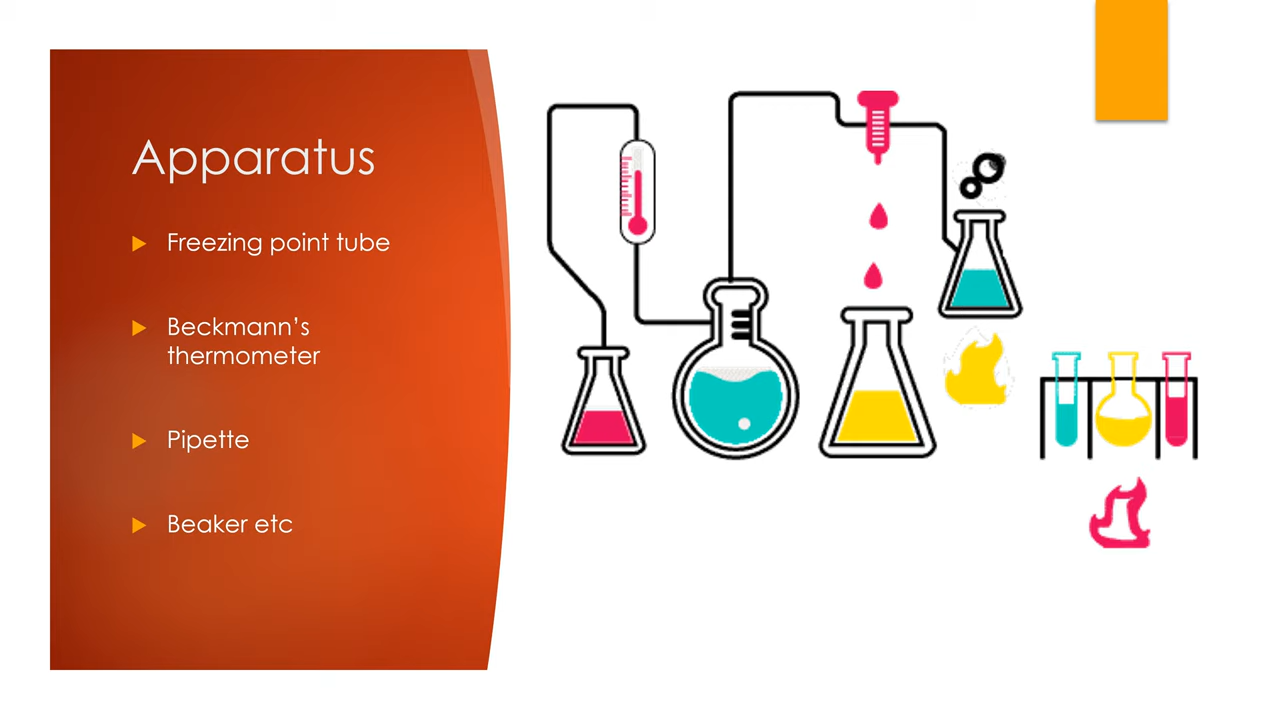 Apparatus
Freezing point tube
Beckmann’s
thermometer
Pipette
Beaker etc